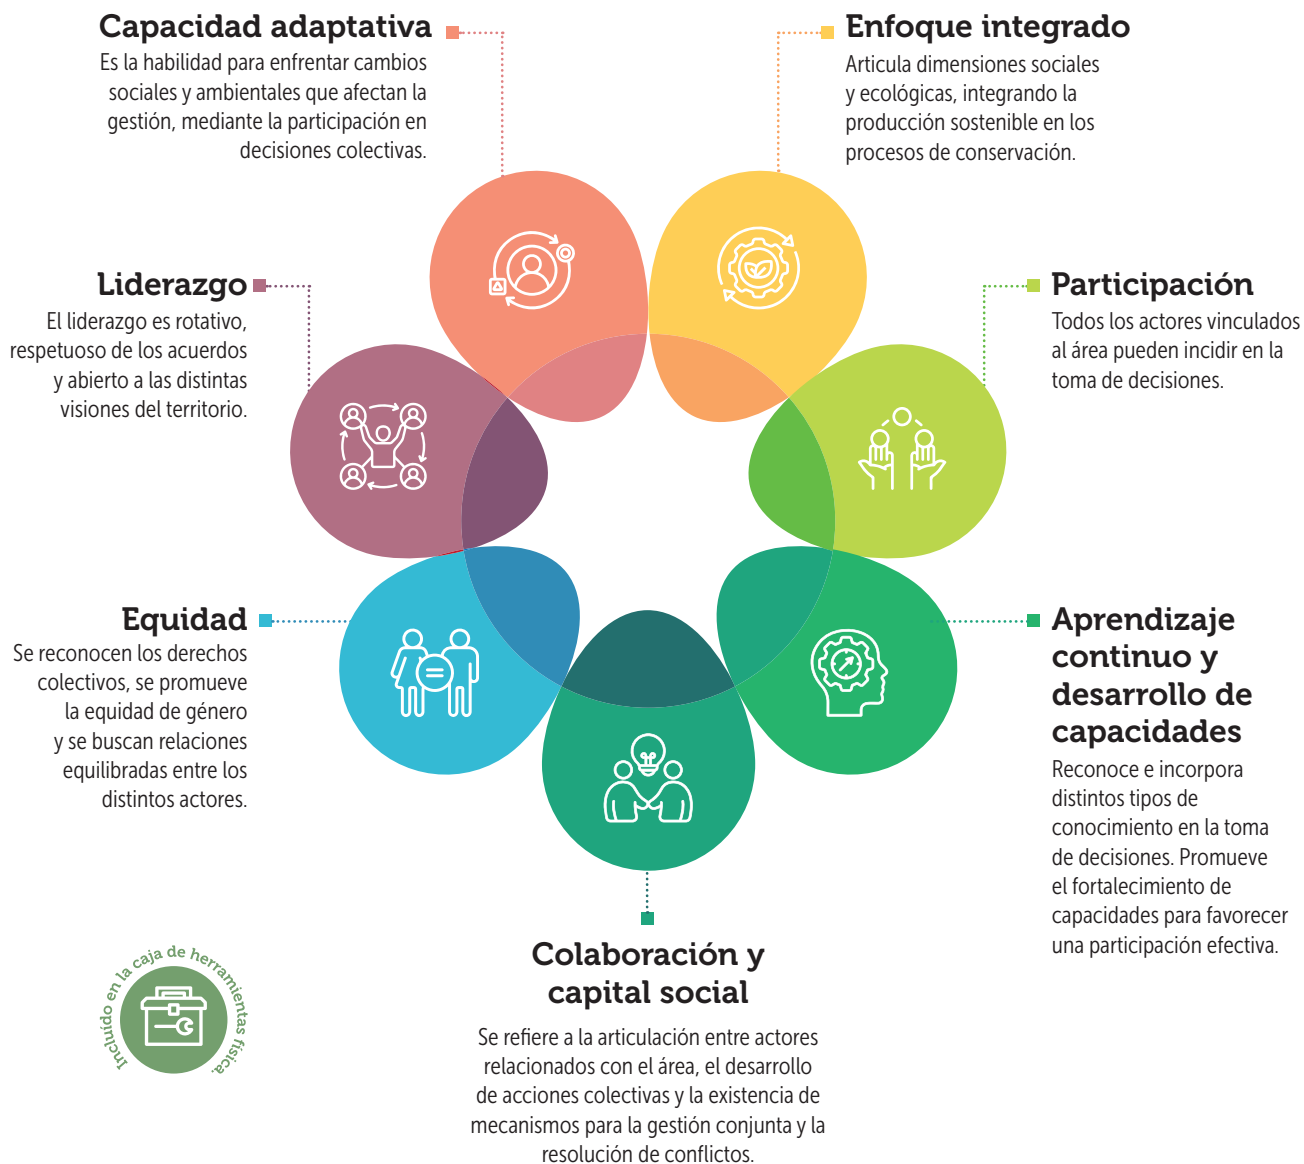 Capacidad adaptativa
Es la habilidad para enfrentar cambios
sociales y ambientales que afectan la
gestión, mediante la participación en
decisiones colectivas.
Enfoque integrado
Articula dimensiones sociales
y ecológicas, integrando la
producción sostenible en los
procesos de conservación.
Liderazgo
El liderazgo es rotativo,
respetuoso de los acuerdos
y abierto a las distintas
visiones del territorio.
Participación
Todos los actores vinculados
al área pueden incidir en la
toma de decisiones.
Equidad
Se reconocen los derechos
colectivos, se promueve
la equidad de género
y se buscan relaciones
equilibradas entre los
distintos actores.
Aprendizaje
continuo y
desarrollo de
capacidades
Reconoce e incorpora
distintos tipos de
conocimiento en la toma
de decisiones. Promueve
el fortalecimiento de
capacidades para favorecer
una participación efectiva.
Colaboración y
capital social
Se refiere a la articulación entre actores
relacionados con el área, el desarrollo
de acciones colectivas y la existencia de
mecanismos para la gestión conjunta y la
resolución de conflictos.
Incluído en la caja de herramientas física.